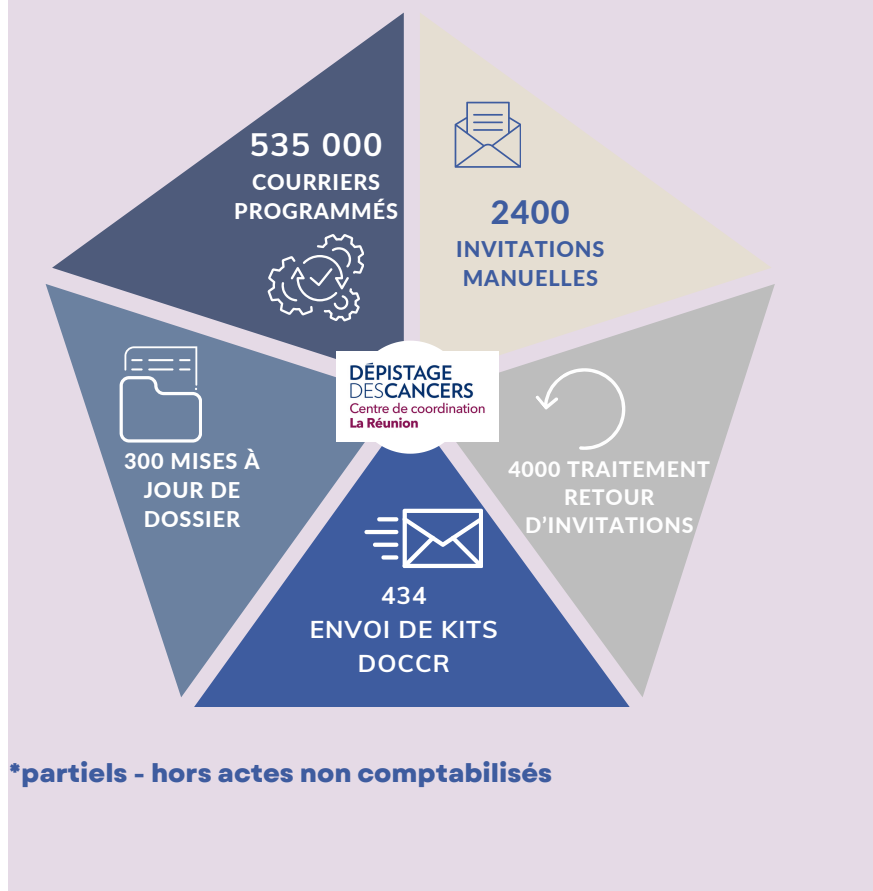 535 000
COURRIERS
PROGRAMMÉS
2400
INVITATIONS
MANUELLES
DÉPISTAGE
DESCANCERS
Centre de coordination
La Réunion
300 MISES À
JOUR DE
DOSSIER
4000 TRAITEMENT
RETOUR
D'INVITATIONS
434
ENVOI DE KITS
DOCCR
*partiels - hors actes non comptabilisés